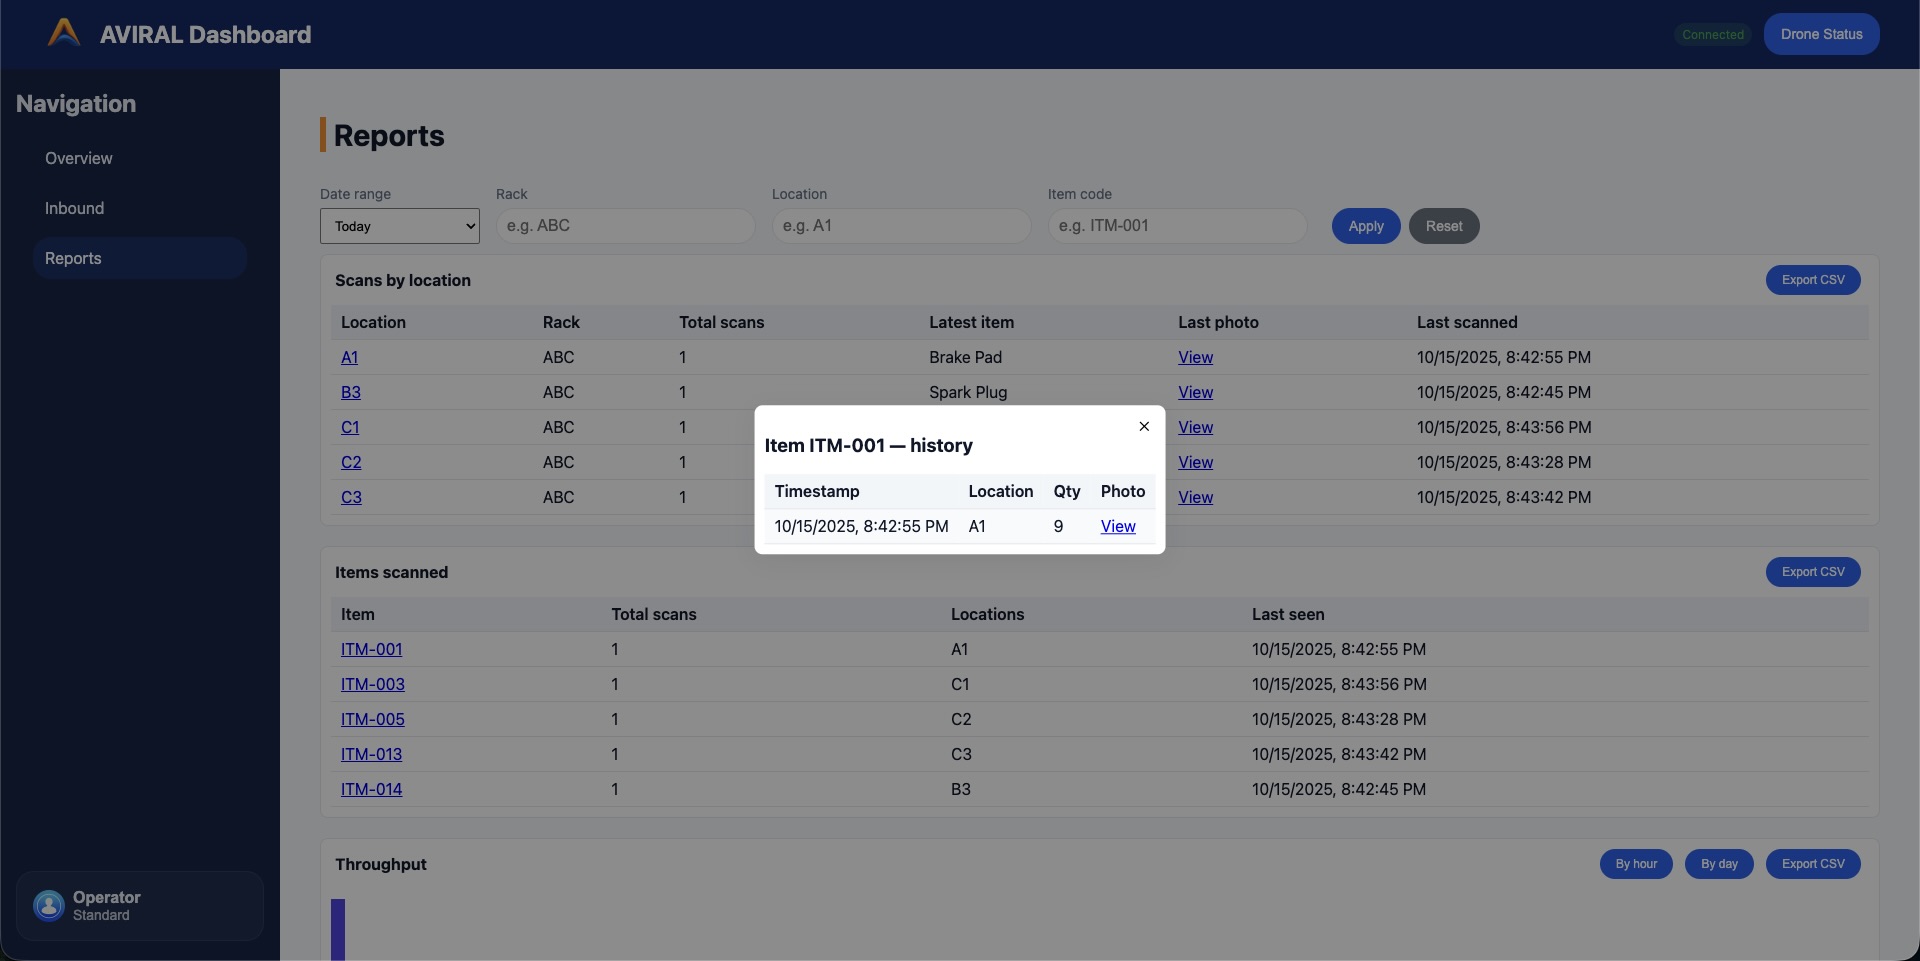 AVIRAL Dashboard
Connected
Drone Status
Navigation
Overview
Inbound
Reports
Reports
Date range Rack Location Item code
Today e.g. ABC e.g. A1 e.g. ITM-001 Apply Reset
Scans by location Export CSV
Location Rack Total scans Latest item Last photo Last scanned
A1 ABC 1 Brake Pad View 10/15/2025, 8:42:55 PM
B3 ABC 1 Spark Plug View 10/15/2025, 8:42:45 PM
C1 ABC 1 View 10/15/2025, 8:43:56 PM
C2 ABC 1 View 10/15/2025, 8:43:28 PM
C3 ABC 1 View 10/15/2025, 8:43:42 PM
×
Item ITM-001 — history
Timestamp Location Qty Photo
10/15/2025, 8:42:55 PM A1 9 View
Items scanned Export CSV
Item Total scans Locations Last seen
ITM-001 1 A1 10/15/2025, 8:42:55 PM
ITM-003 1 C1 10/15/2025, 8:43:56 PM
ITM-005 1 C2 10/15/2025, 8:43:28 PM
ITM-013 1 C3 10/15/2025, 8:43:42 PM
ITM-014 1 B3 10/15/2025, 8:42:45 PM
Throughput By hour By day Export CSV
Operator
Standard